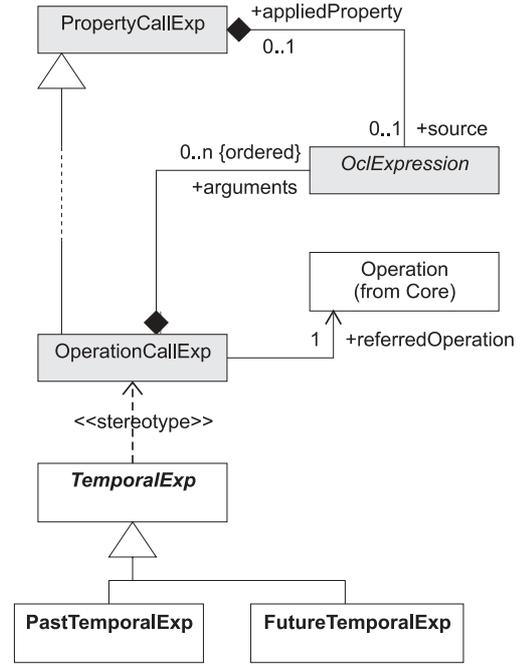 PropertyCallExp
+appliedProperty
0..1
0..1 +source
OclExpression
0..n {ordered}
+arguments
Operation
(from Core)
1 +referredOperation
OperationCallExp
<<stereotype>>
TemporalExp
PastTemporalExp
FutureTemporalExp